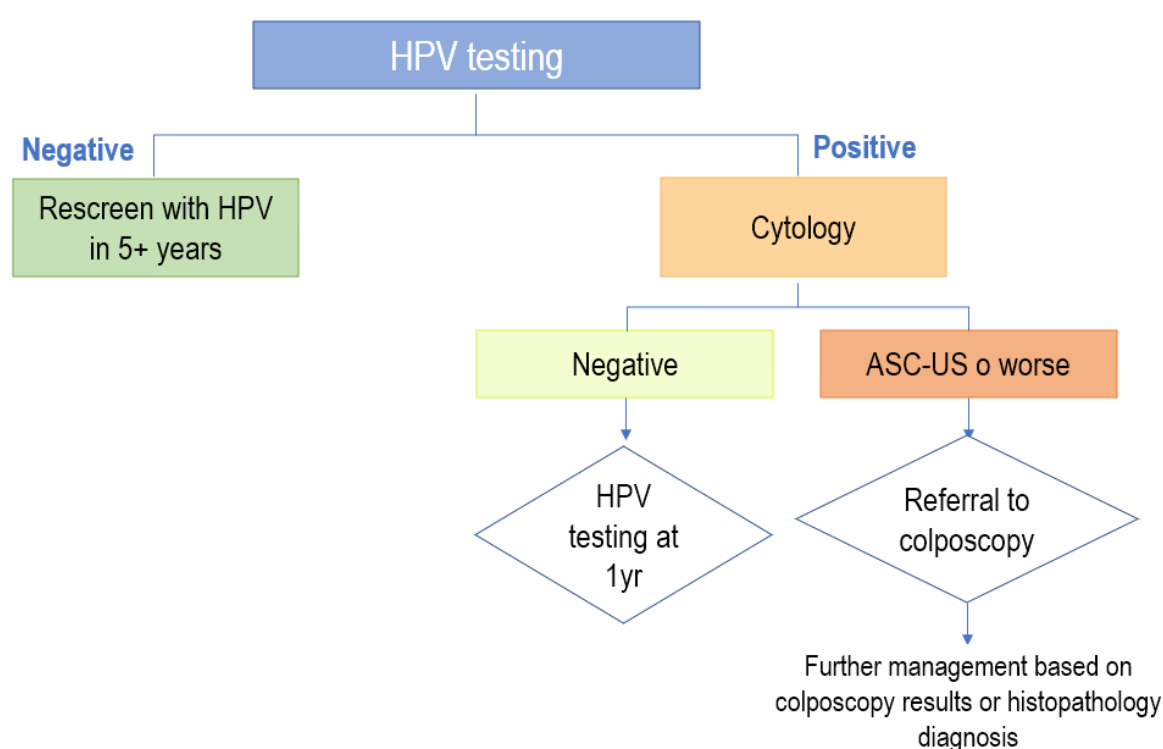 HPV testing
Negative
Positive
Rescreen with HPV
in 5+ years
Cytology
Negative
ASC-US o worse
HPV
testing at
1yr
Referral to
colposcopy
Further management based on
colposcopy results or histopathology
diagnosis